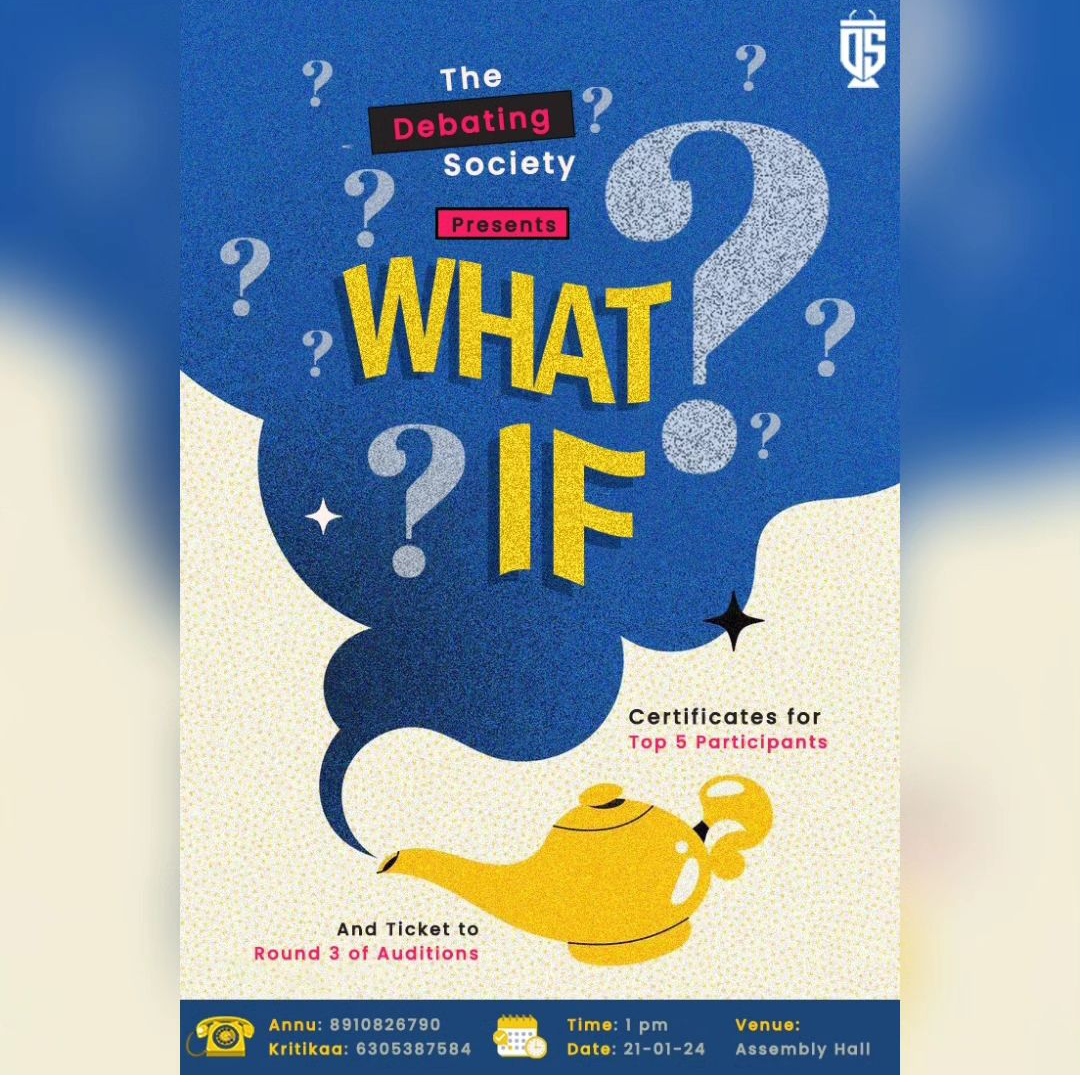 DS
The
Debating
Society
Presents
WHAT
IF
?
Certificates for
Top 5 Participants
And Ticket to
Round 3 of Auditions
Annu: 8910826790
Kritikaa: 6305387584
Time: 1 pm
Date: 21-01-24
Venue:
Assembly Hall